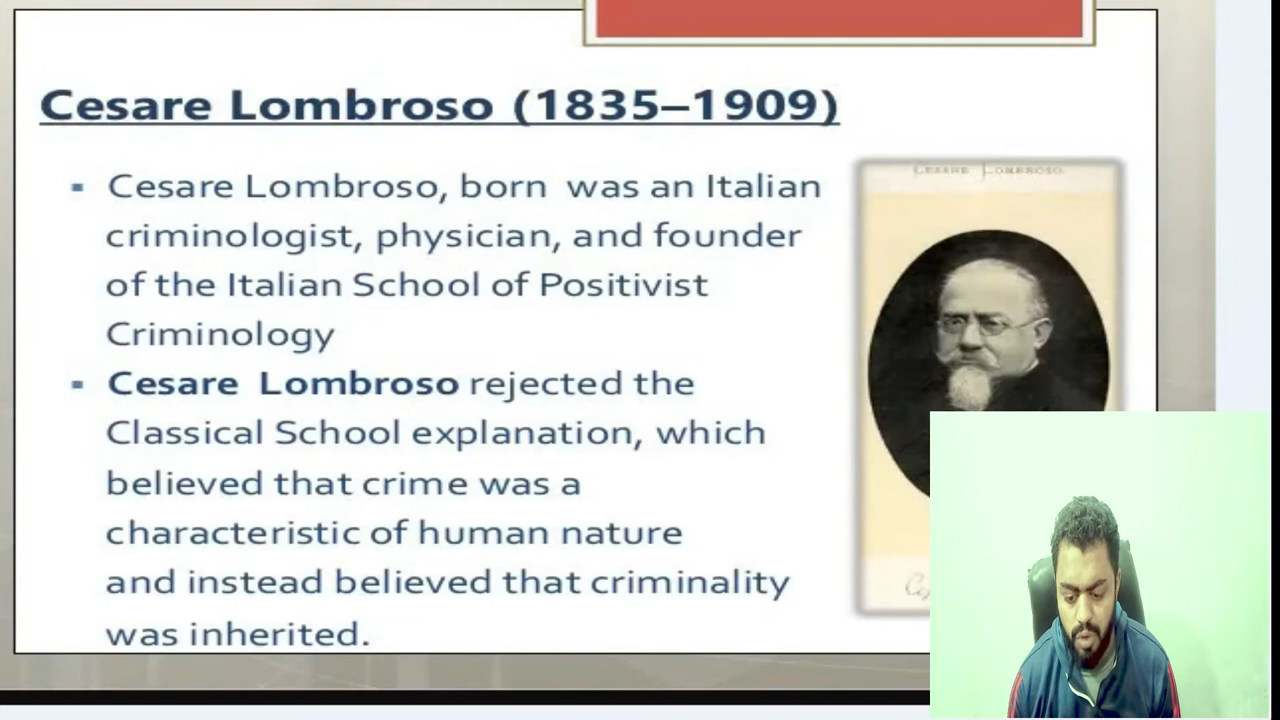 Cesare Lombroso (1835–1909)
▪ Cesare Lombroso, born was an Italian
criminologist, physician, and founder
of the Italian School of Positivist
Criminology
▪ Cesare Lombroso rejected the
Classical School explanation, which
believed that crime was a
characteristic of human nature
and instead believed that criminality
was inherited.
CESARE LOMBROSO.